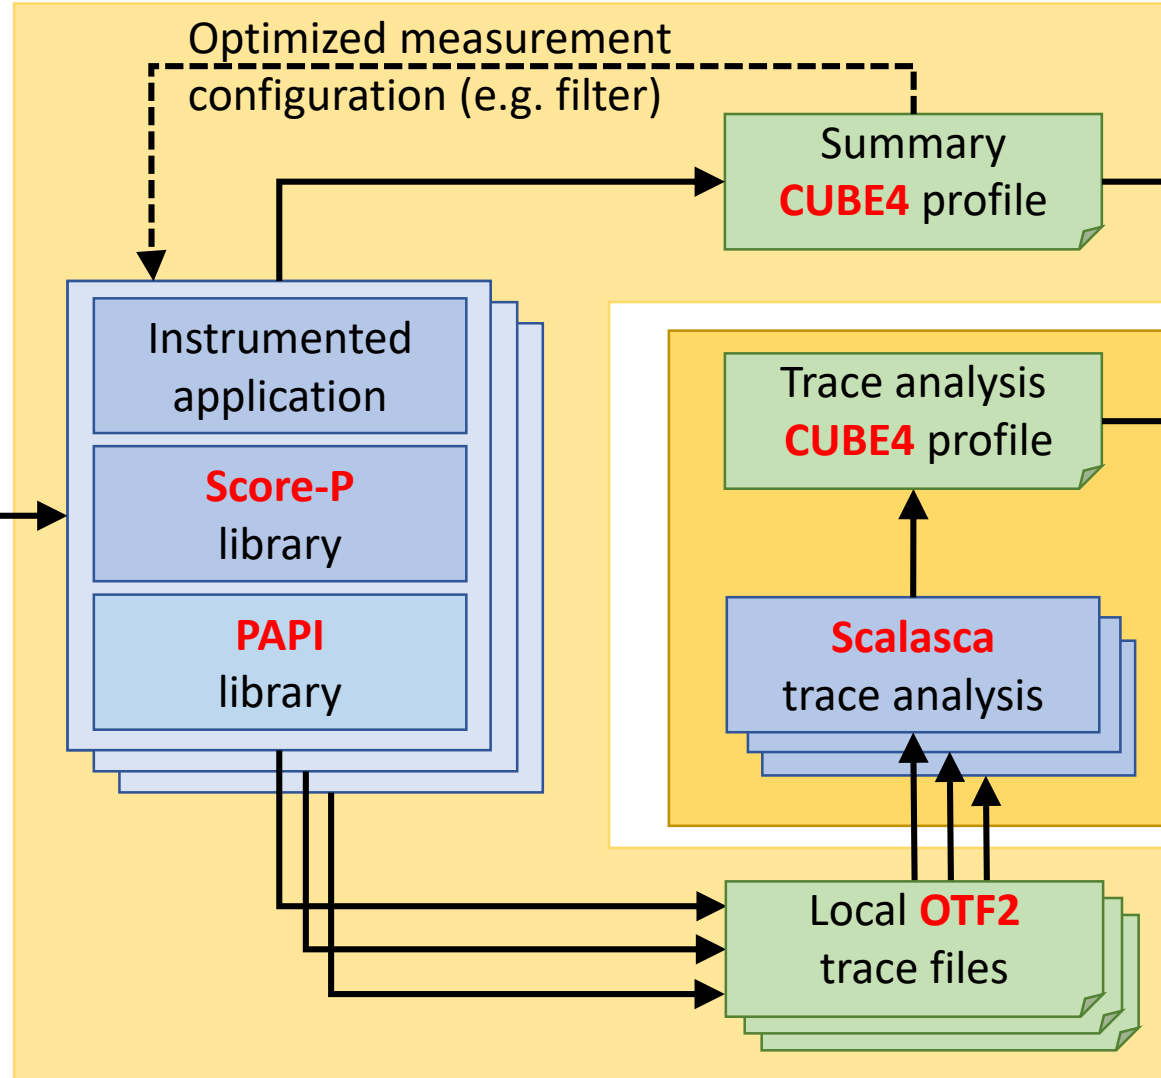 Optimized measurement
configuration (e.g. filter)
Summary
CUBE4 profile
Instrumented
application
Score-P
library
PAPI
library
Trace analysis
CUBE4 profile
Scalasca
trace analysis
Local OTF2
trace files